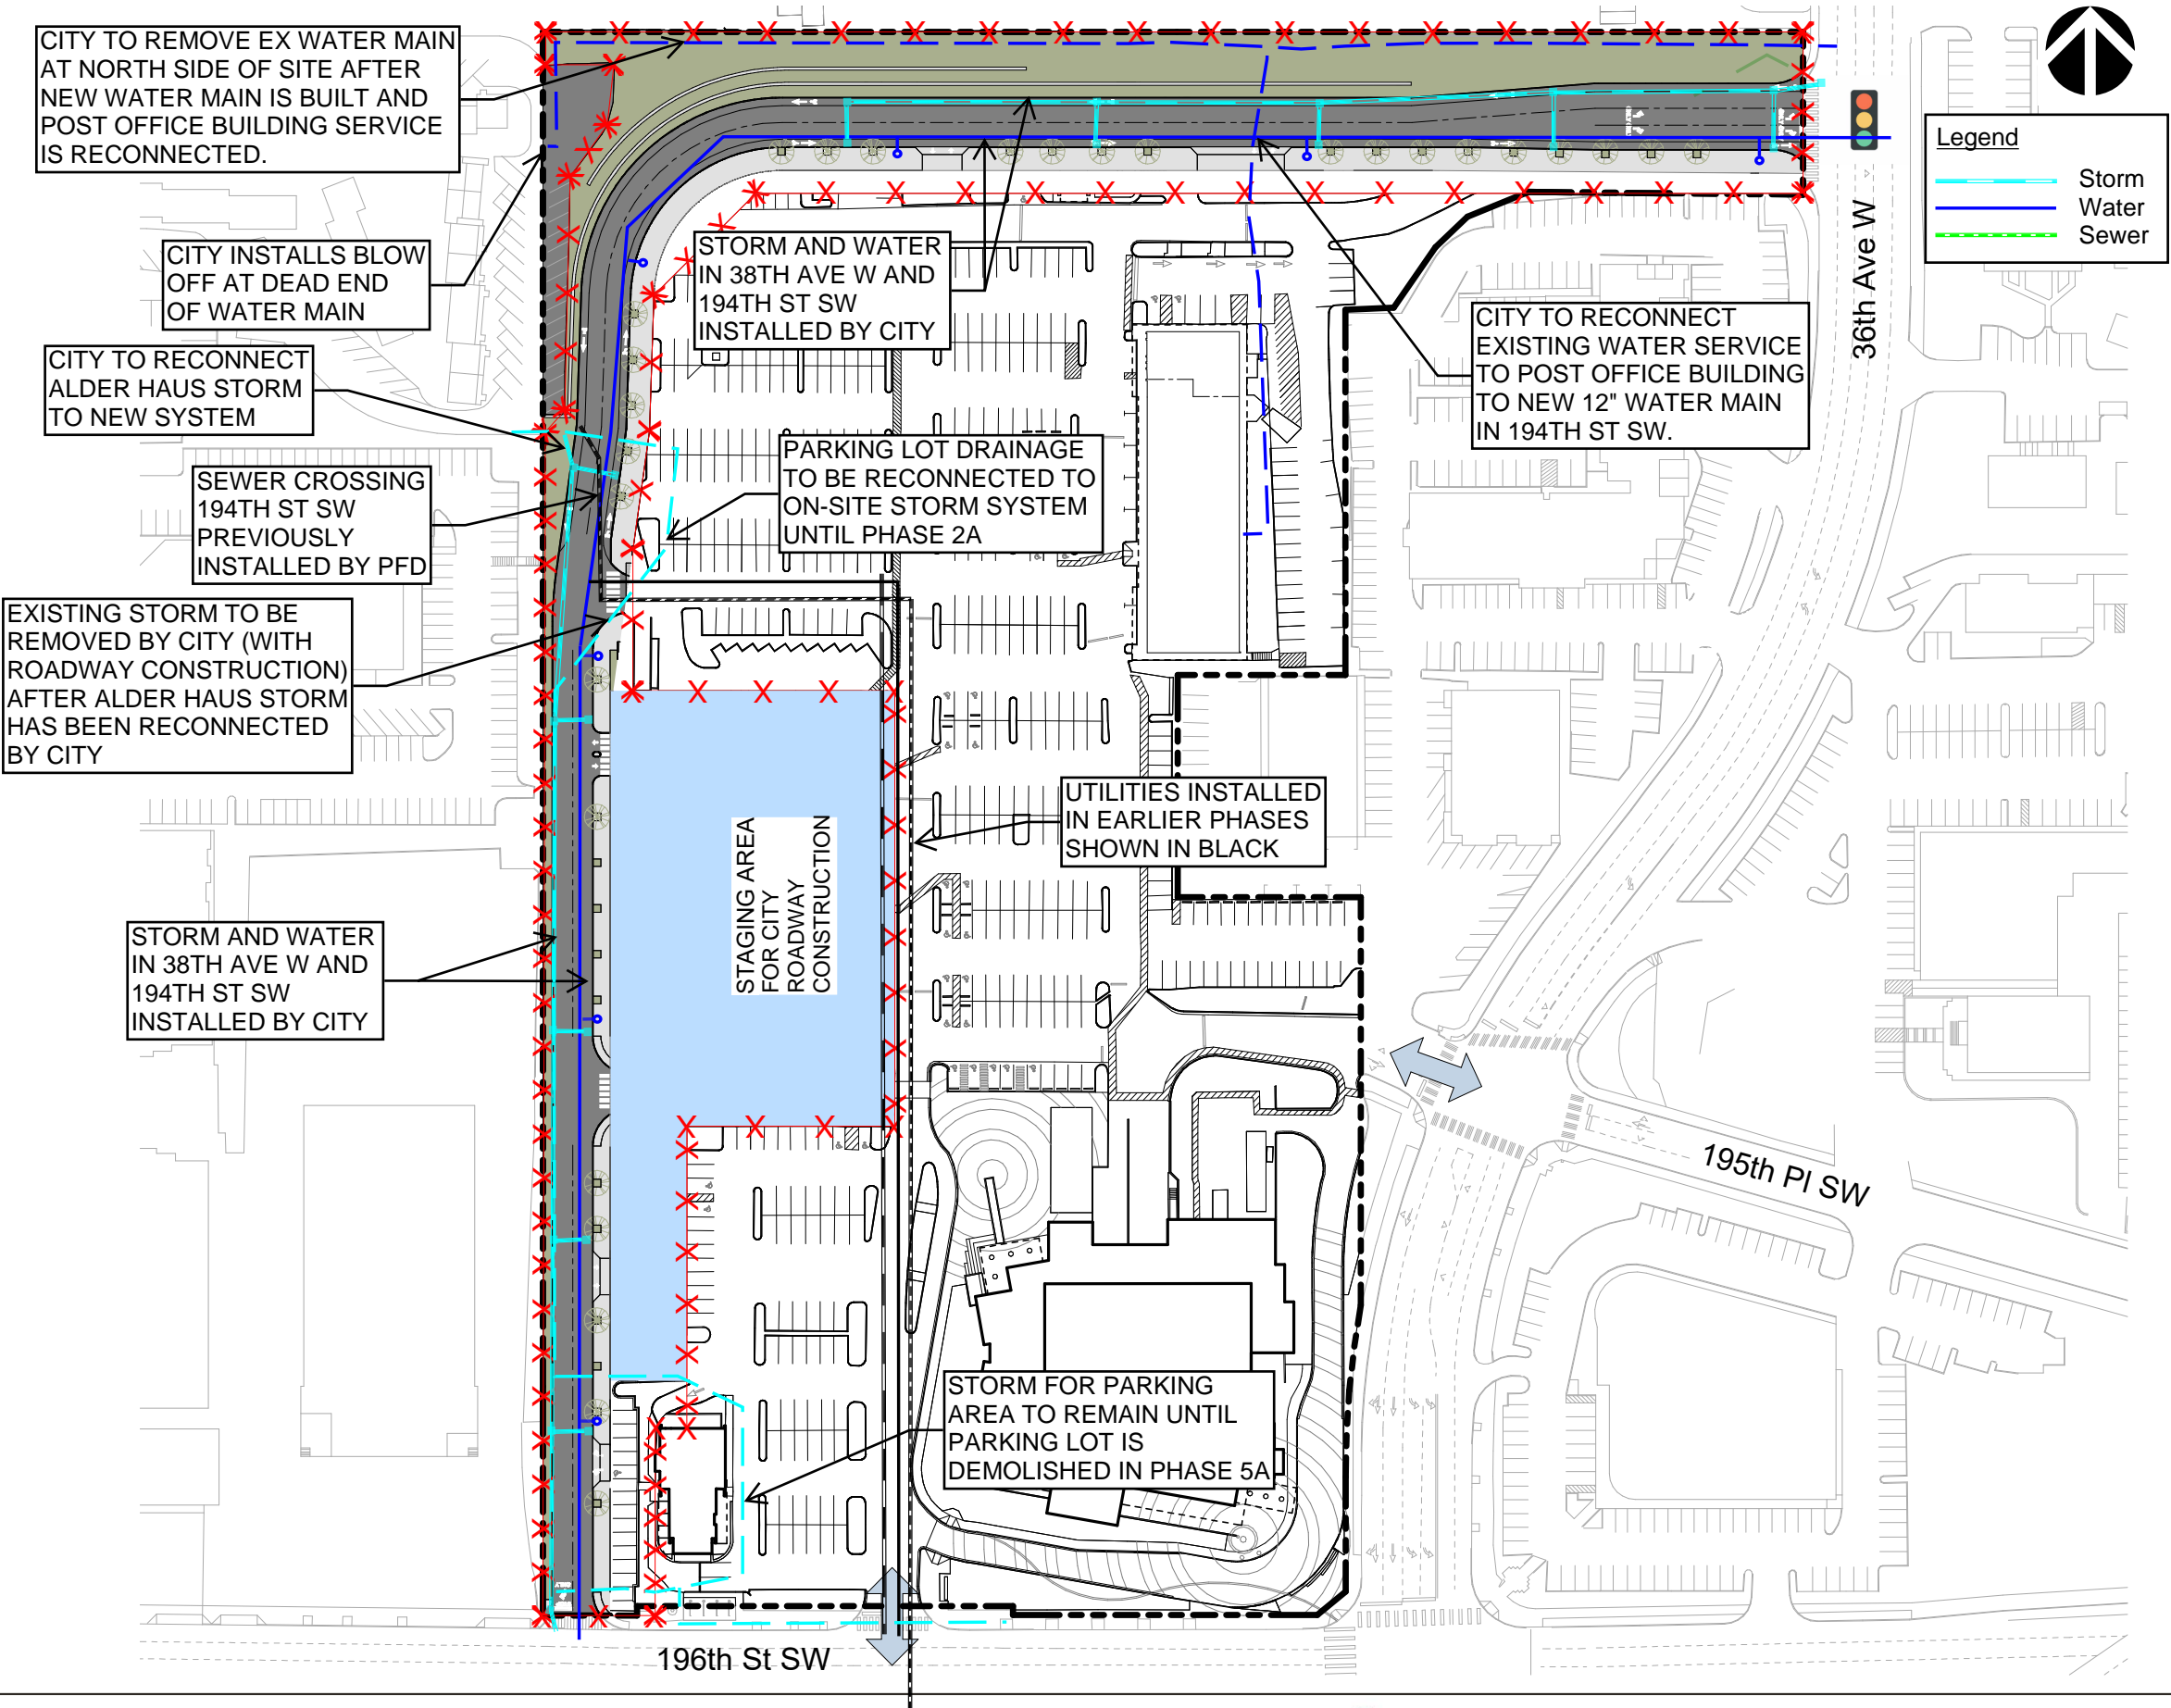 CITY TO REMOVE EX WATER MAIN
AT NORTH SIDE OF SITE AFTER
NEW WATER MAIN IS BUILT AND
POST OFFICE BUILDING SERVICE
IS RECONNECTED.
Legend
Storm
Water
Sewer
36th Ave W
CITY INSTALLS BLOW
OFF AT DEAD END
OF WATER MAIN
STORM AND WATER
IN 38TH AVE W AND
194TH ST SW
INSTALLED BY CITY
CITY TO RECONNECT
EXISTING WATER SERVICE
TO POST OFFICE BUILDING
TO NEW 12" WATER MAIN
IN 194TH ST SW.
CITY TO RECONNECT
ALDER HAUS STORM
TO NEW SYSTEM
PARKING LOT DRAINAGE
TO BE RECONNECTED TO
ON-SITE STORM SYSTEM
UNTIL PHASE 2A
SEWER CROSSING
194TH ST SW
PREVIOUSLY
INSTALLED BY PFD
EXISTING STORM TO BE
REMOVED BY CITY (WITH
ROADWAY CONSTRUCTION)
AFTER ALDER HAUS STORM
HAS BEEN RECONNECTED
BY CITY
UTILITIES INSTALLED
IN EARLIER PHASES
SHOWN IN BLACK
STAGING AREA
FOR CITY
ROADWAY
CONSTRUCTION
STORM AND WATER
IN 38TH AVE W AND
194TH ST SW
INSTALLED BY CITY
195th Pl SW
STORM FOR PARKING
AREA TO REMAIN UNTIL
PARKING LOT IS
DEMOLISHED IN PHASE 5A
196th St SW